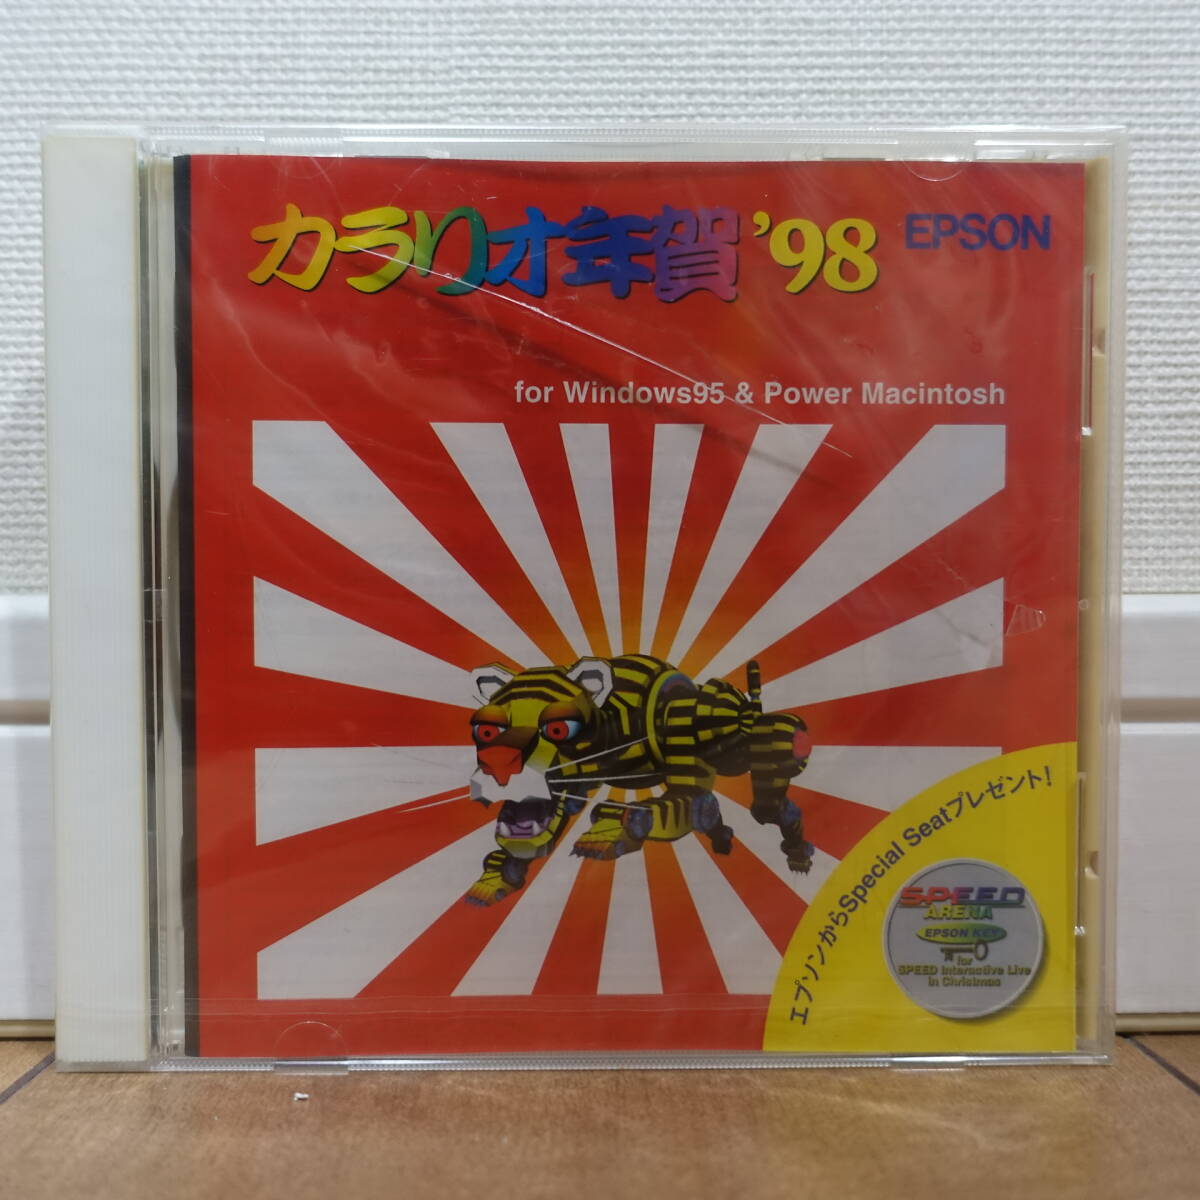 カラリオ年賀 '98
EPSON
for Windows95 & Power Macintosh
エプソンからSpecial Seatプレゼント!
SPEED
ARENA
EPSON KEY
for
SPEED Interactive Live
in Christmas